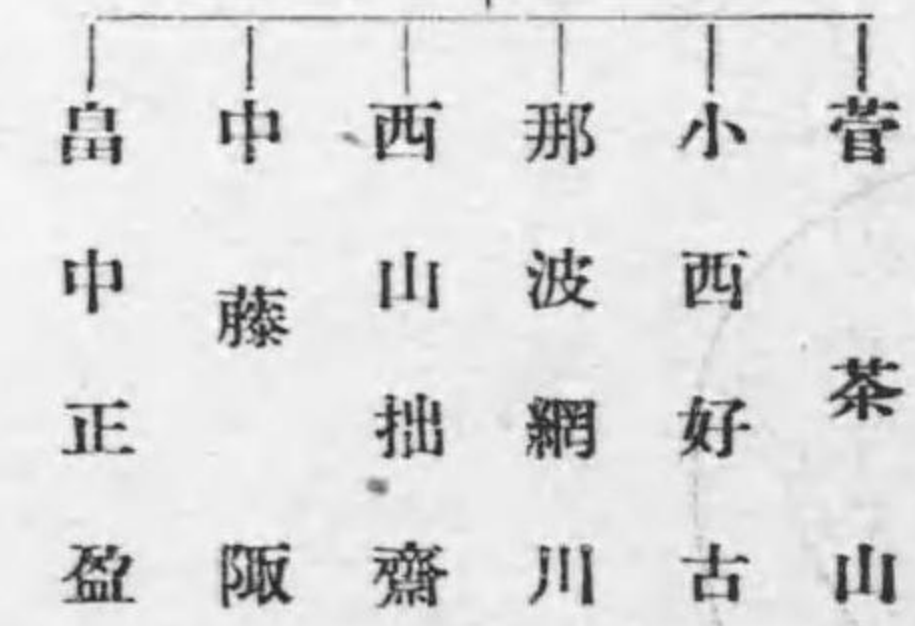 菅茶山
小西好古
那波網川
西山拙齋
中藤阪
畠中正盈